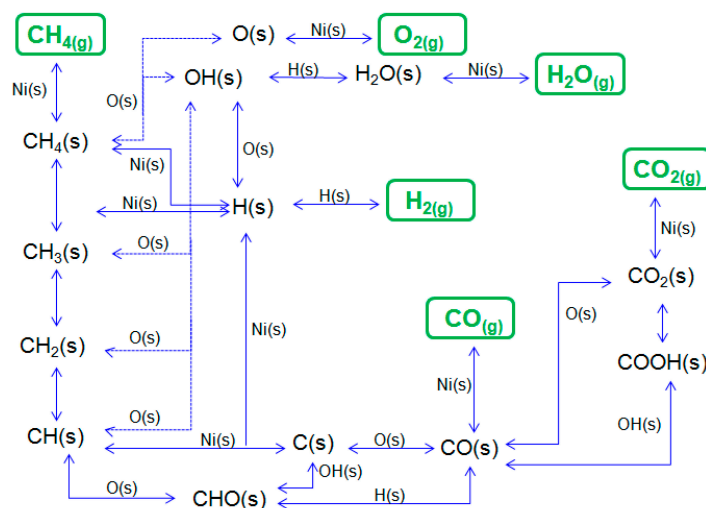 CH4(g)
O(s)
Ni(s)
O2(g)
Ni(s)
O(s)
OH(s)
H(s)
H2O(s)
Ni(s)
H2O(g)
CH4(s)
O(s)
Ni(s)
CO2(g)
Ni(s)
H(s)
H(s)
H2(g)
Ni(s)
CH3(s)
O(s)
CO2(s)
CO(g)
O(s)
Ni(s)
CH2(s)
O(s)
COOH(s)
Ni(s)
O(s)
OH(s)
CH(s)
Ni(s)
C(s)
O(s)
CO(s)
OH(s)
O(s)
CHO(s)
H(s)